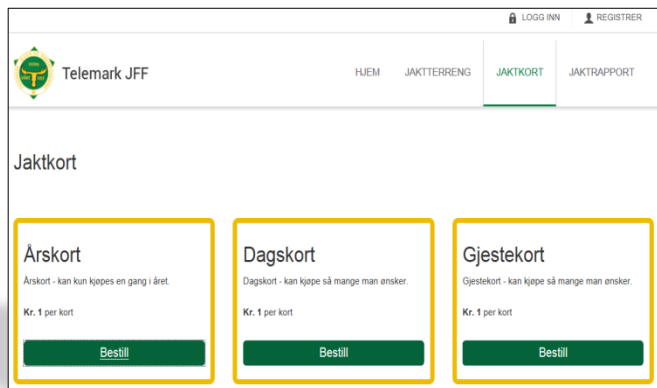 LOGG INN REGISTRER
Telemark JFF HJEM JAKTTERRENG JAKTKORT JAKTRAPPORT
Jaktkort
Årskort
Årskort - kan kun kjøpes en gang i året.
Kr. 1 per kort
Bestill
Dagskort
Dagskort - kan kjøpe så mange man ønsker.
Kr. 1 per kort
Bestill
Gjestekort
Gjestekort - kan kjøpe så mange man ønsker.
Kr. 1 per kort
Bestill